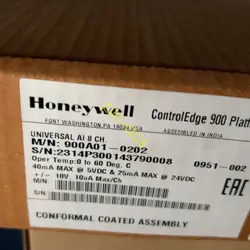 Honeywell
ControlEdge 900 Platf
FORT WASHINGTON,PA 19034 USA
ASSEMBLED IN INDIA
UNIVERSAL AI 8 CH.
M/N: 900A01-0202
S/N:2314P300143790008
0951-002
Oper Temp:0 to 60 Deg. C
40mA MAX @ 5VDC & 25mA MAX @ 24VDC
+/- 10V, 10uA Max/Ch
M/N:
S/N:
EAC
CONFORMAL COATED ASSEMBLY